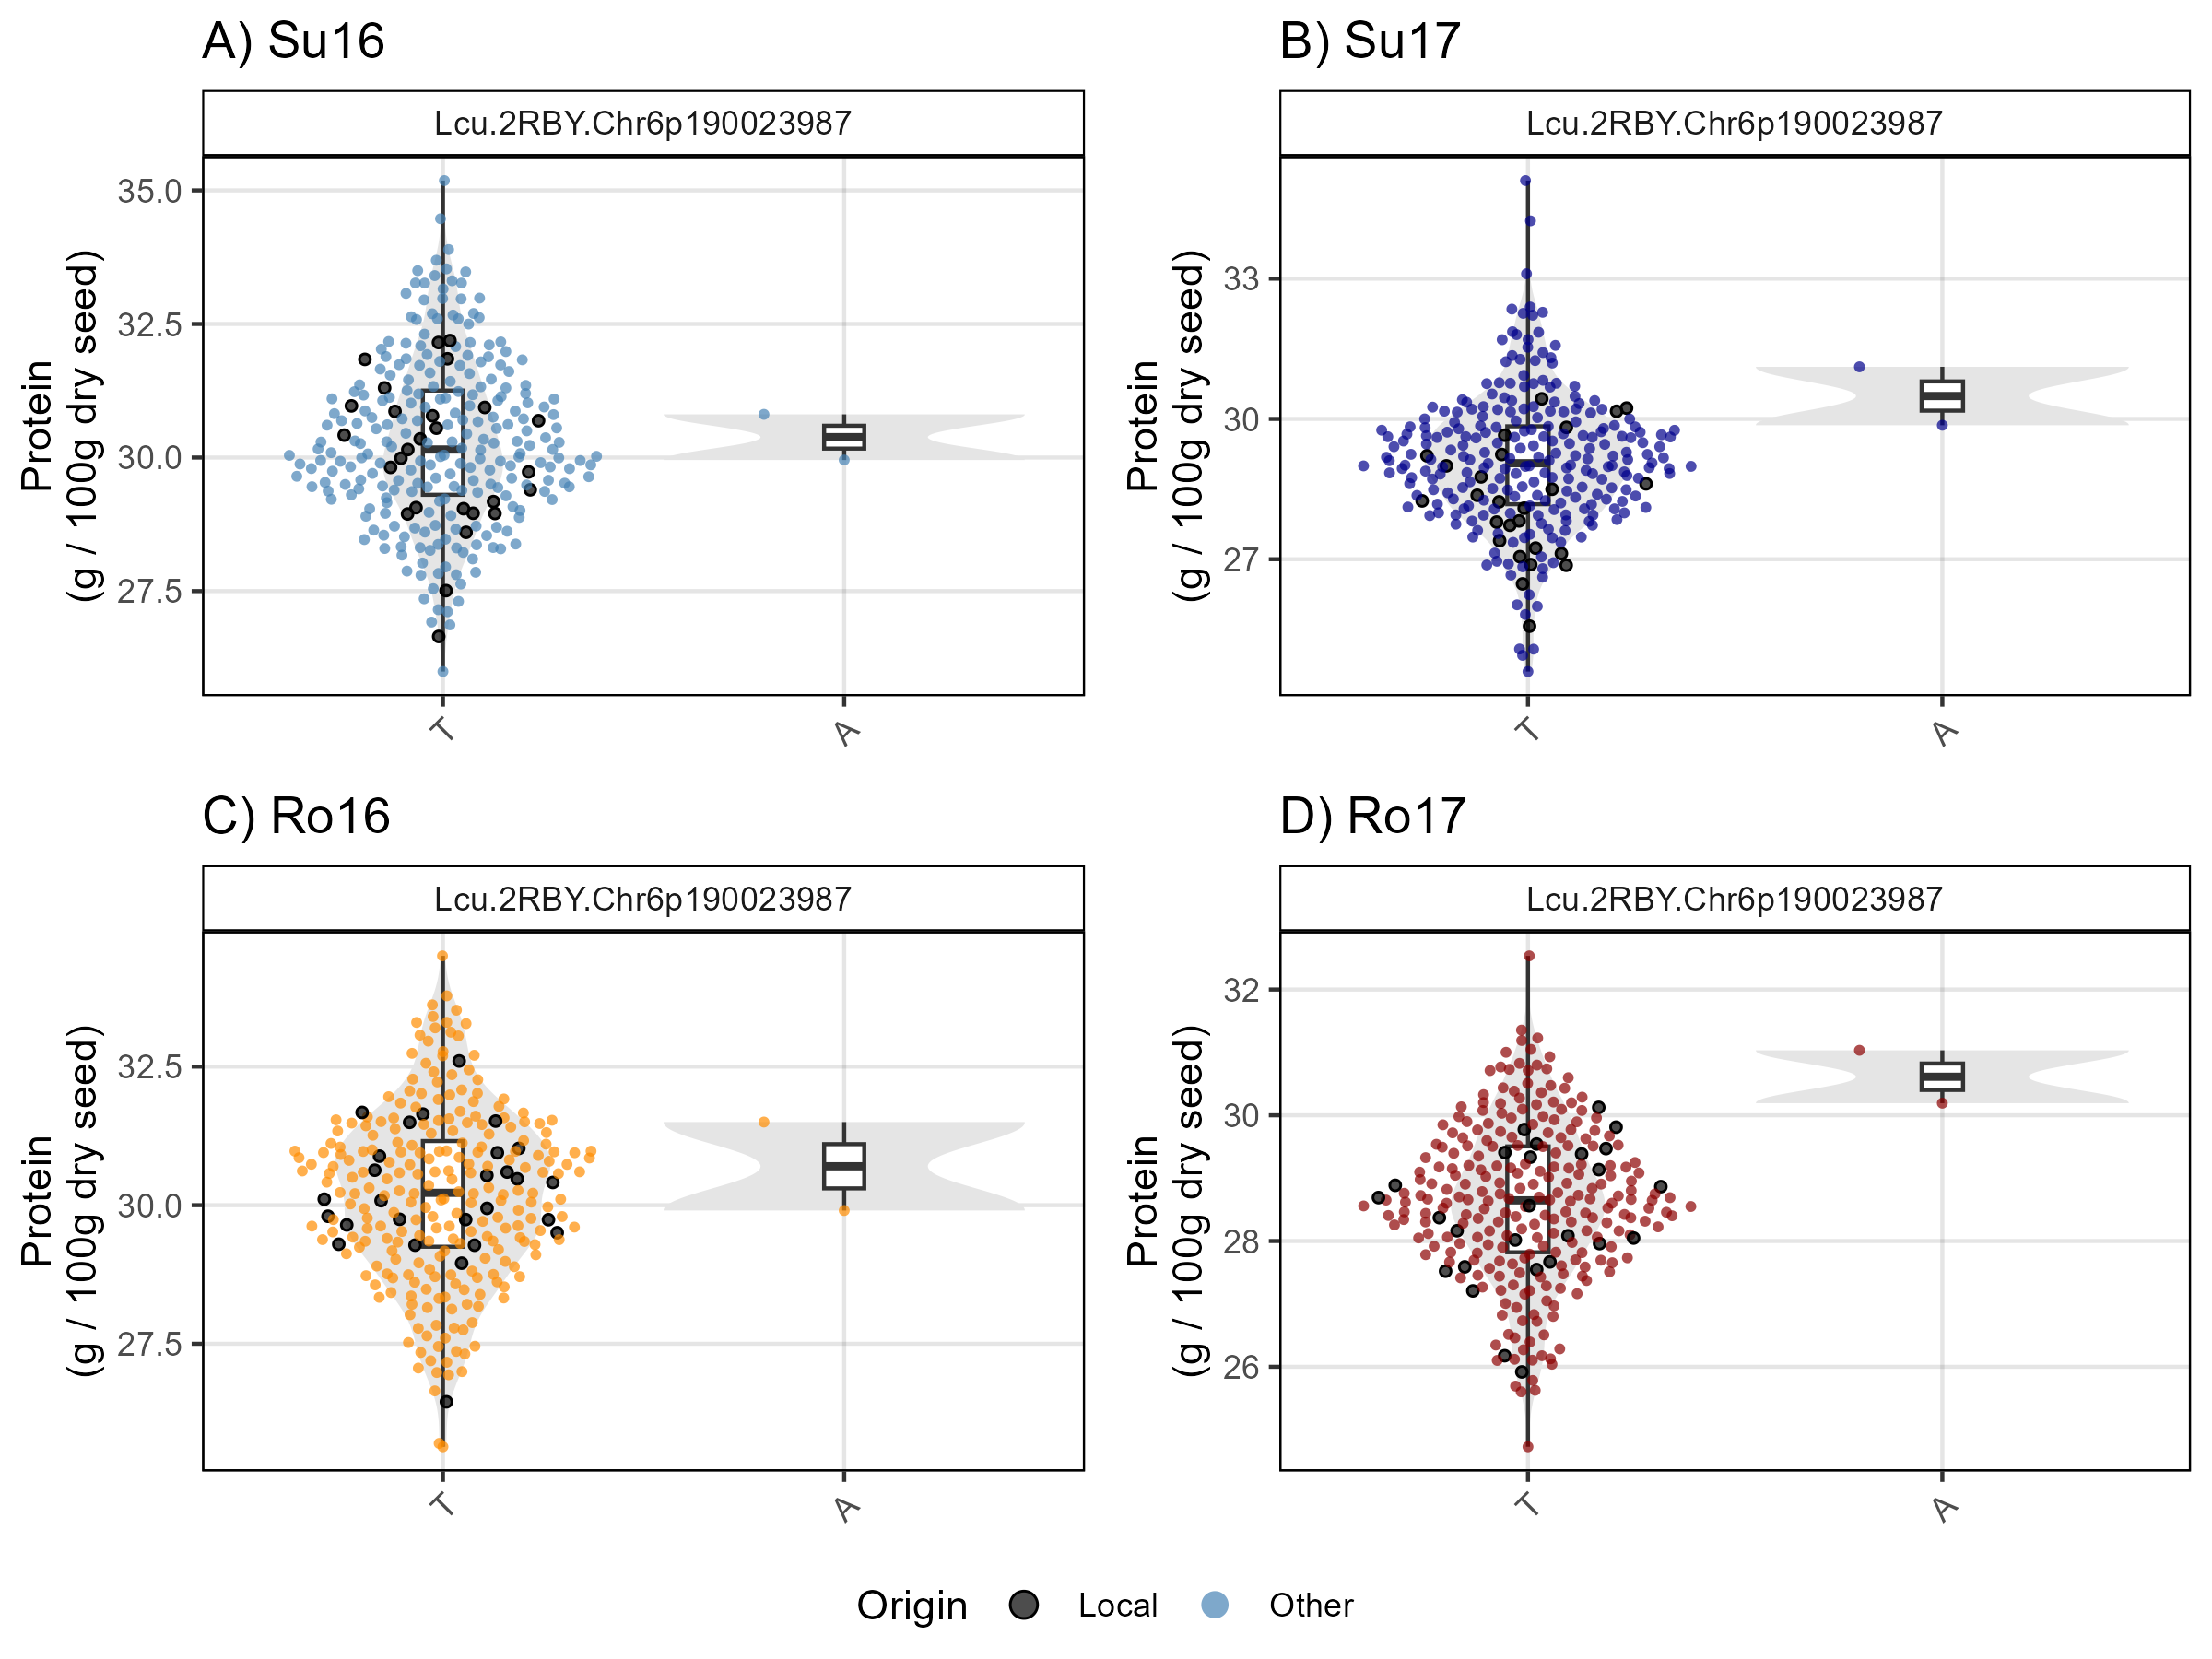 A) Su16
Lcu.2RBY.Chr6p190023987
Protein
(g / 100g dry seed)
35.0
32.5
30.0
27.5
T
A
B) Su17
Lcu.2RBY.Chr6p190023987
Protein
(g / 100g dry seed)
33
30
27
T
A
C) Ro16
Lcu.2RBY.Chr6p190023987
Protein
(g / 100g dry seed)
32.5
30.0
27.5
T
A
D) Ro17
Lcu.2RBY.Chr6p190023987
Protein
(g / 100g dry seed)
32
30
28
26
T
A
Origin Local Other